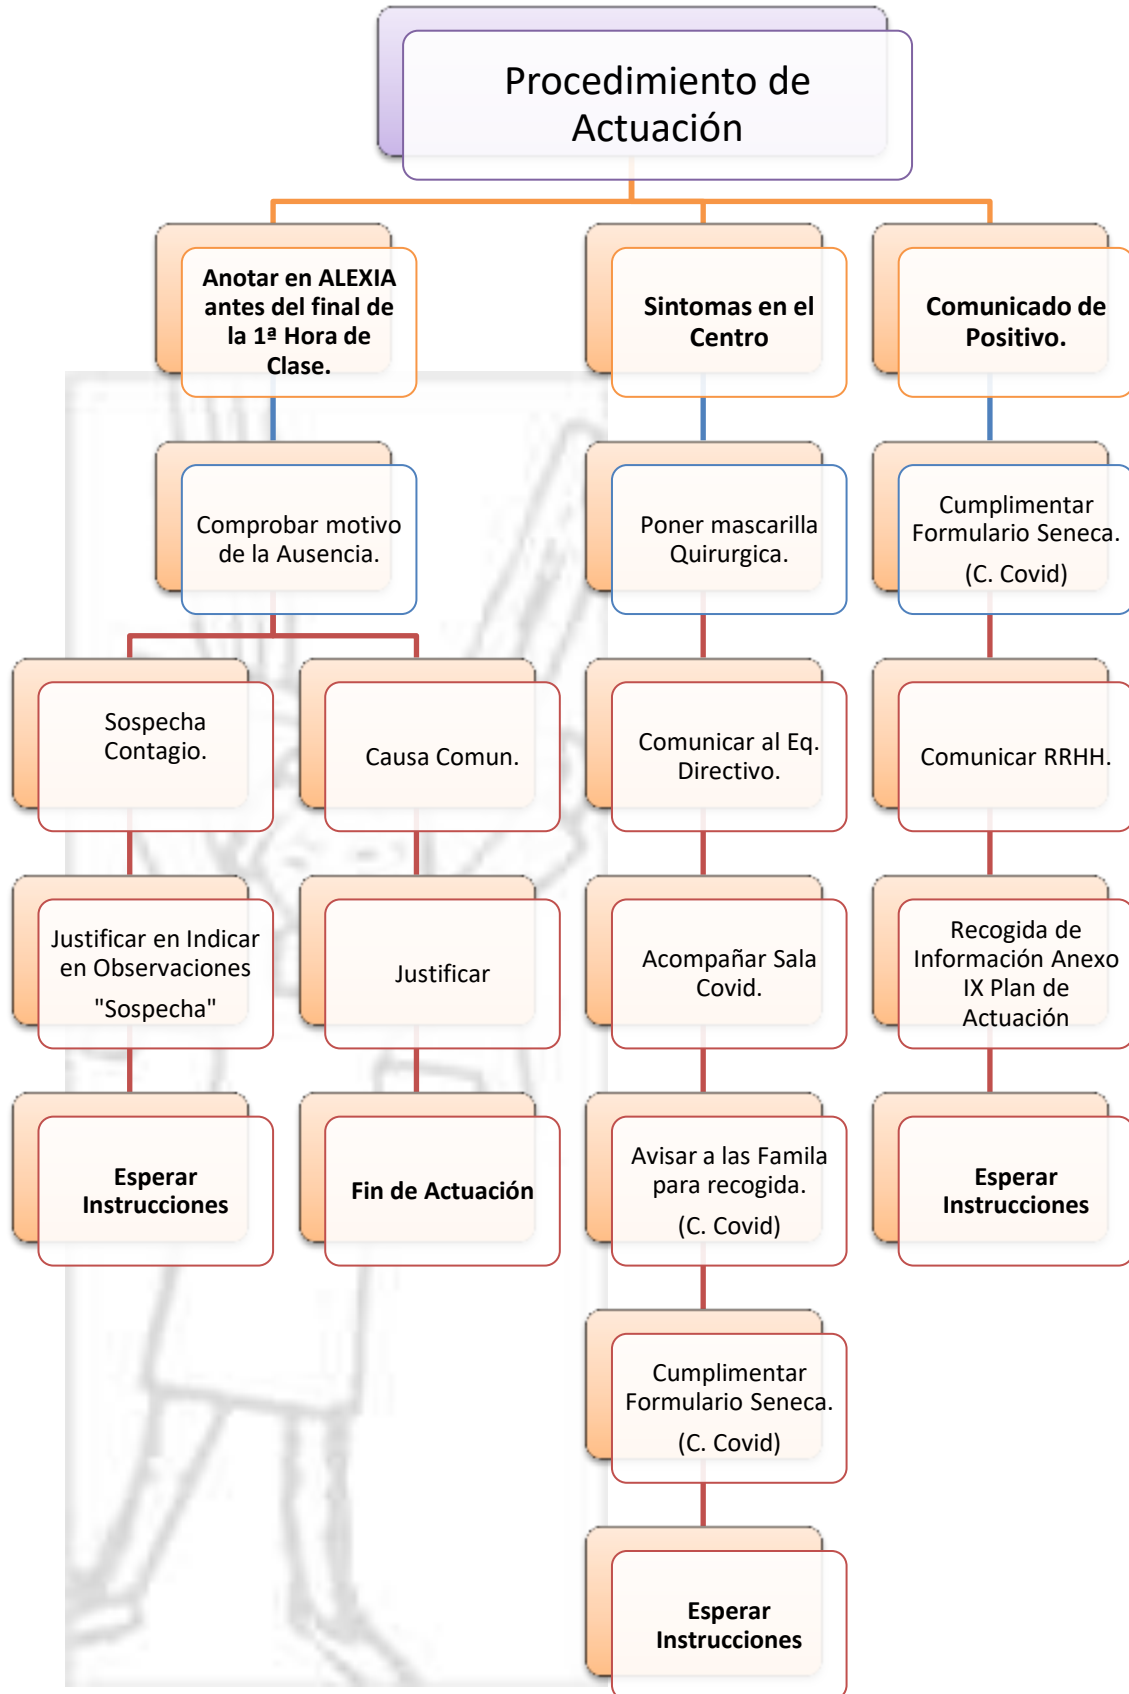 Procedimiento de
Actuación
Anotar en ALEXIA
antes del final de
la 1ª Hora de
Clase.
Sintomas en el
Centro
Comunicado de
Positivo.
Comprobar motivo
de la Ausencia.
Poner mascarilla
Quirurgica.
Cumplimentar
Formulario Seneca.
(C. Covid)
Sospecha
Contagio.
Causa Comun.
Comunicar al Eq.
Directivo.
Comunicar RRHH.
Justificar en Indicar
en Observaciones
"Sospecha"
Justificar
Acompañar Sala
Covid.
Recogida de
Información Anexo
IX Plan de
Actuación
Esperar
Instrucciones
Fin de Actuación
Avisar a las Famila
para recogida.
(C. Covid)
Esperar
Instrucciones
Cumplimentar
Formulario Seneca.
(C. Covid)
Esperar
Instrucciones